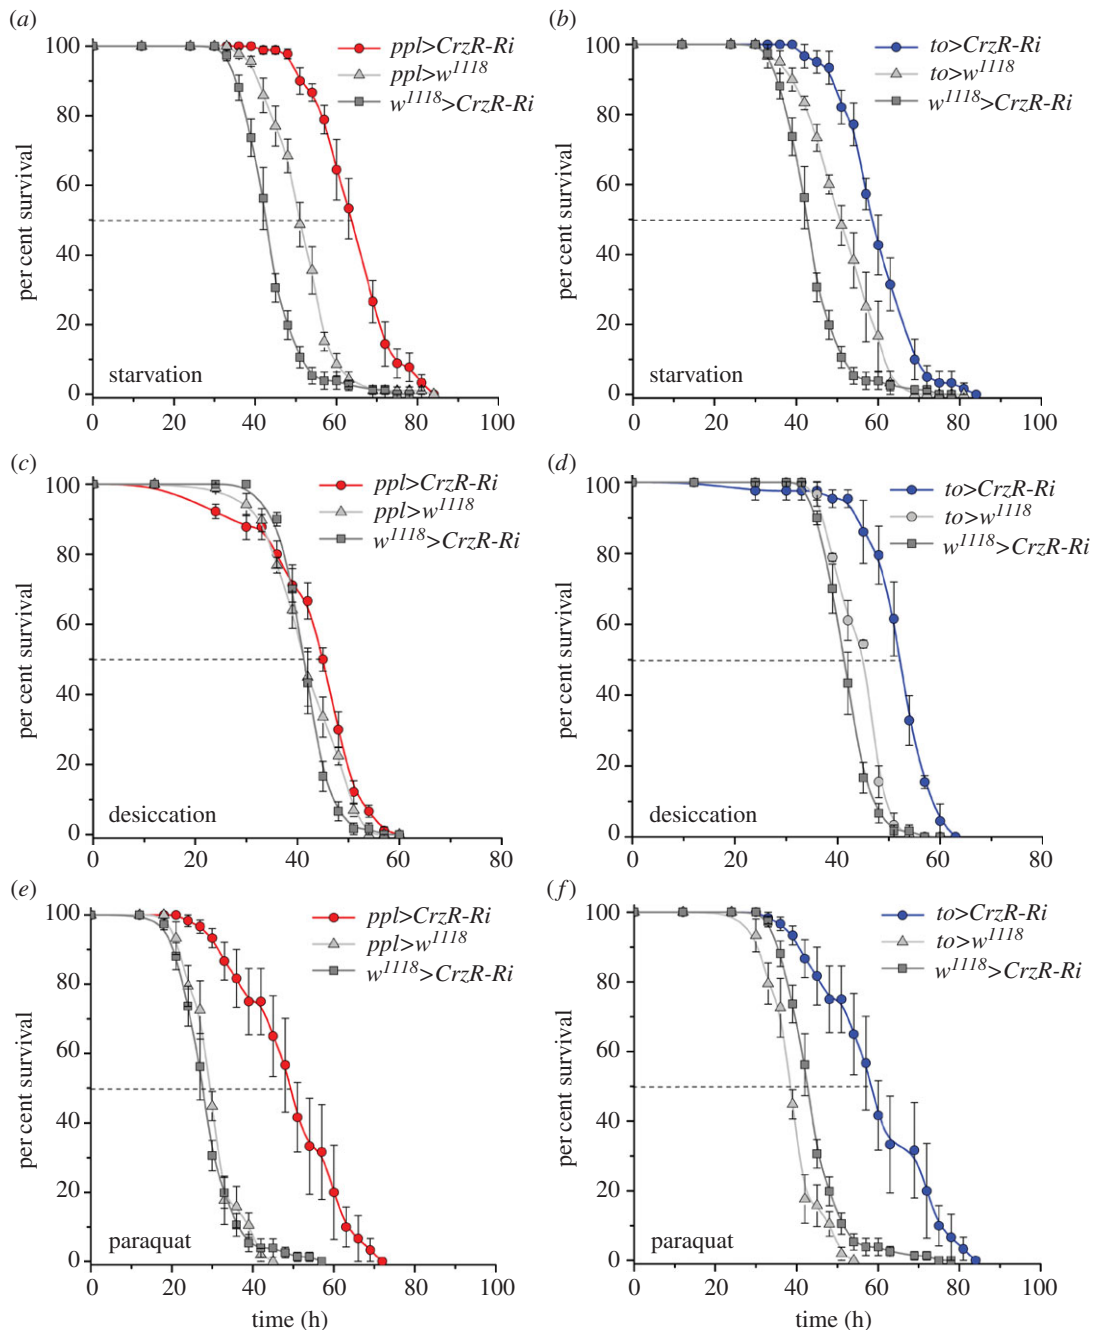 (a)
ppl>CrzR-Ri
ppl>w1118
w1118>CrzR-Ri
100
80
60
40
20
0
per cent survival
starvation
0 20 40 60 80 100
(b)
to>CrzR-Ri
to>w1118
w1118>CrzR-Ri
100
80
60
40
20
0
per cent survival
starvation
0 20 40 60 80 100
(c)
ppl>CrzR-Ri
ppl>w1118
w1118>CrzR-Ri
100
80
60
40
20
0
per cent survival
desiccation
0 20 40 60 80
(d)
to>CrzR-Ri
to>w1118
w1118>CrzR-Ri
100
80
60
40
20
0
per cent survival
desiccation
0 20 40 60 80
(e)
ppl>CrzR-Ri
ppl>w1118
w1118>CrzR-Ri
100
80
60
40
20
0
per cent survival
paraquat
0 20 40 60 80 100
time (h)
(f)
to>CrzR-Ri
to>w1118
w1118>CrzR-Ri
100
80
60
40
20
0
per cent survival
paraquat
0 20 40 60 80 100
time (h)